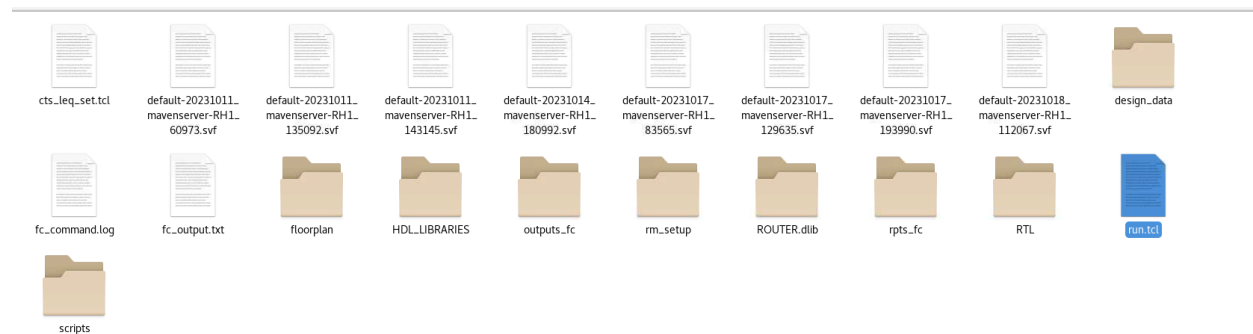 cts_leq_set.tcl
default-20231011_
mavenserver-RH1_
60973.svf
default-20231011_
mavenserver-RH1_
135092.svf
default-20231011_
mavenserver-RH1_
143145.svf
default-20231014_
mavenserver-RH1_
180992.svf
default-20231017_
mavenserver-RH1_
83565.svf
default-20231017_
mavenserver-RH1_
129635.svf
default-20231017_
mavenserver-RH1_
193990.svf
default-20231018_
mavenserver-RH1_
112067.svf
design_data
fc_command.log
fc_output.txt
floorplan
HDL_LIBRARIES
outputs_fc
rm_setup
ROUTER.dlib
rpts_fc
RTL
run.tcl
scripts